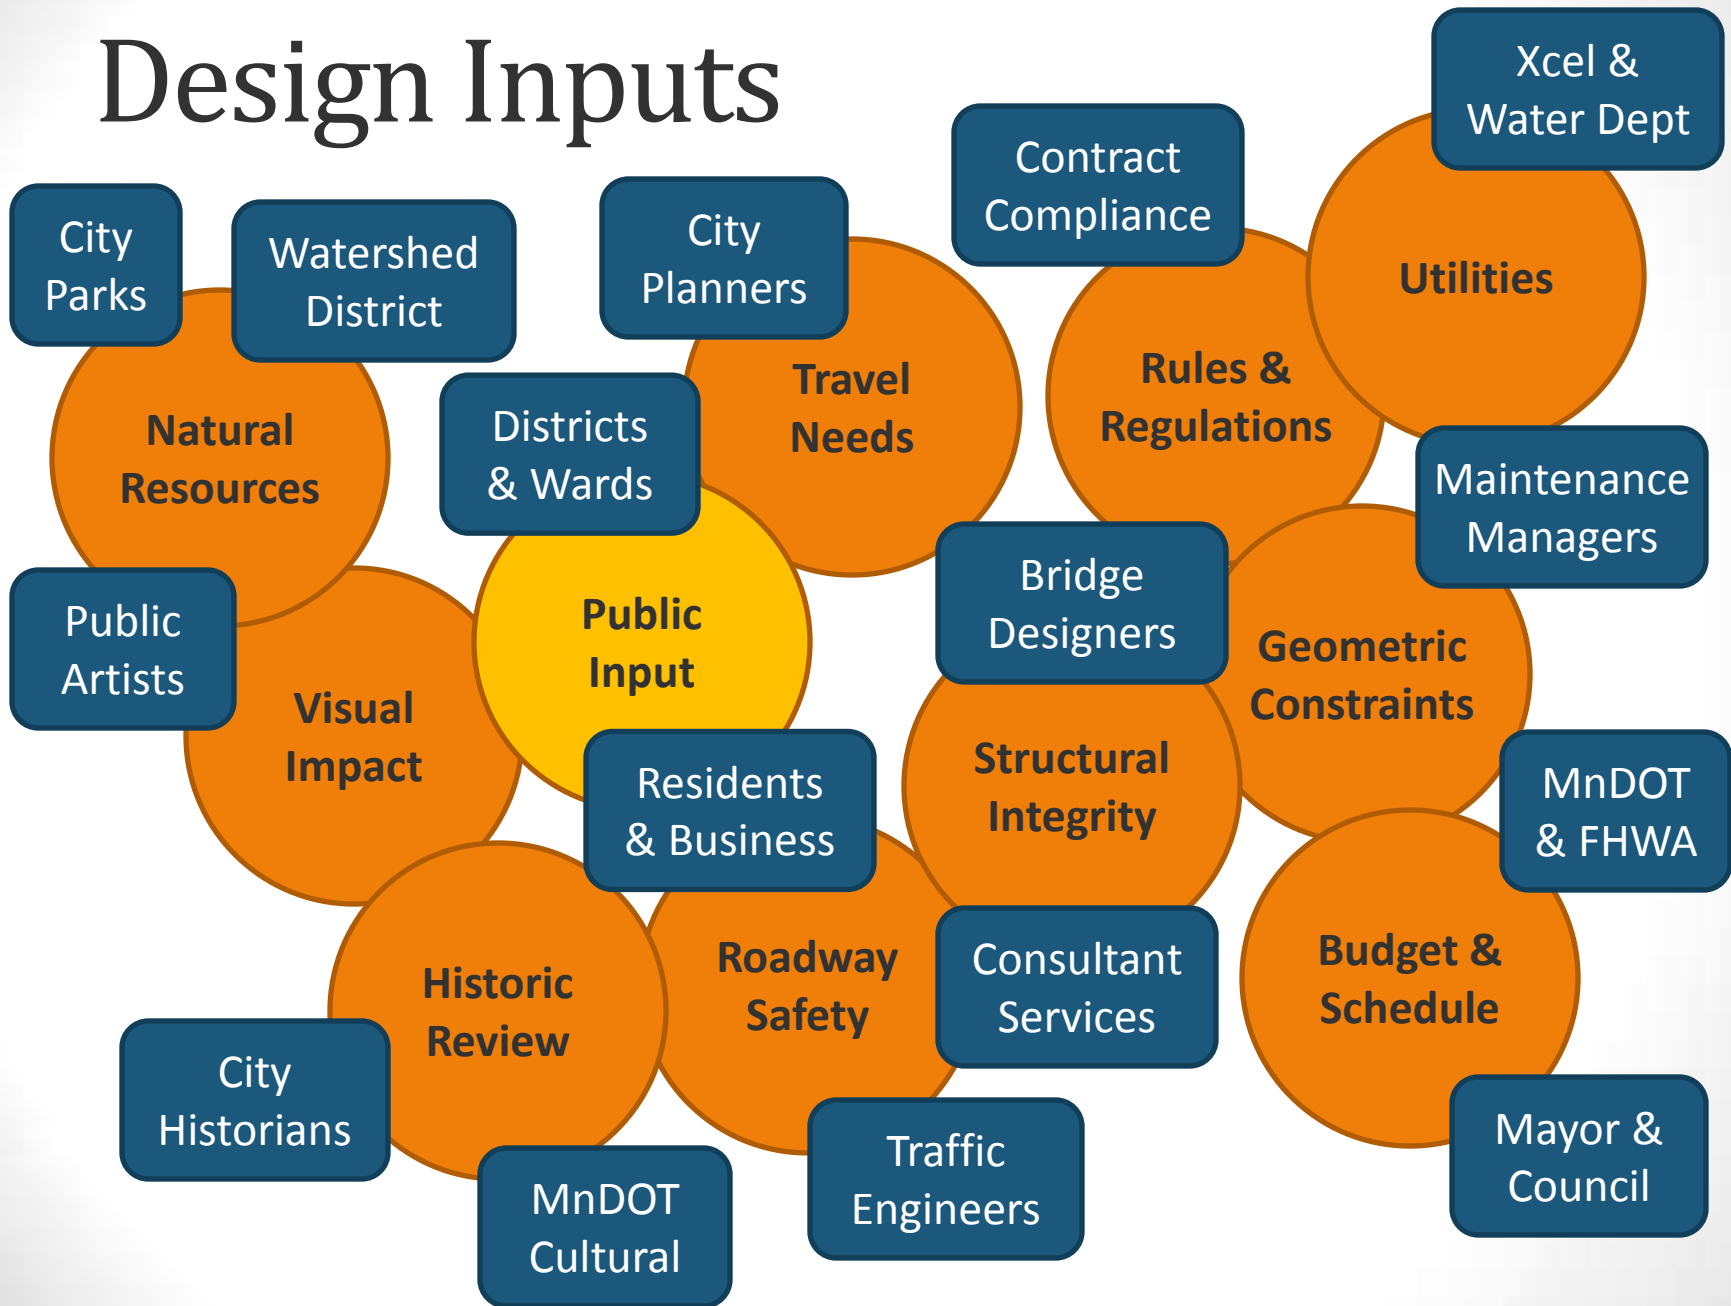 Design Inputs
Xcel &
Water Dept
Contract
Compliance
City
Parks
Watershed
District
City
Planners
Utilities
Travel
Needs
Rules &
Regulations
Natural
Resources
Districts
& Wards
Maintenance
Managers
Public
Input
Bridge
Designers
Geometric
Constraints
Public
Artists
Visual
Impact
Structural
Integrity
Residents
& Business
MnDOT
& FHWA
Historic
Review
Roadway
Safety
Consultant
Services
Budget &
Schedule
City
Historians
MnDOT
Cultural
Traffic
Engineers
Mayor &
Council